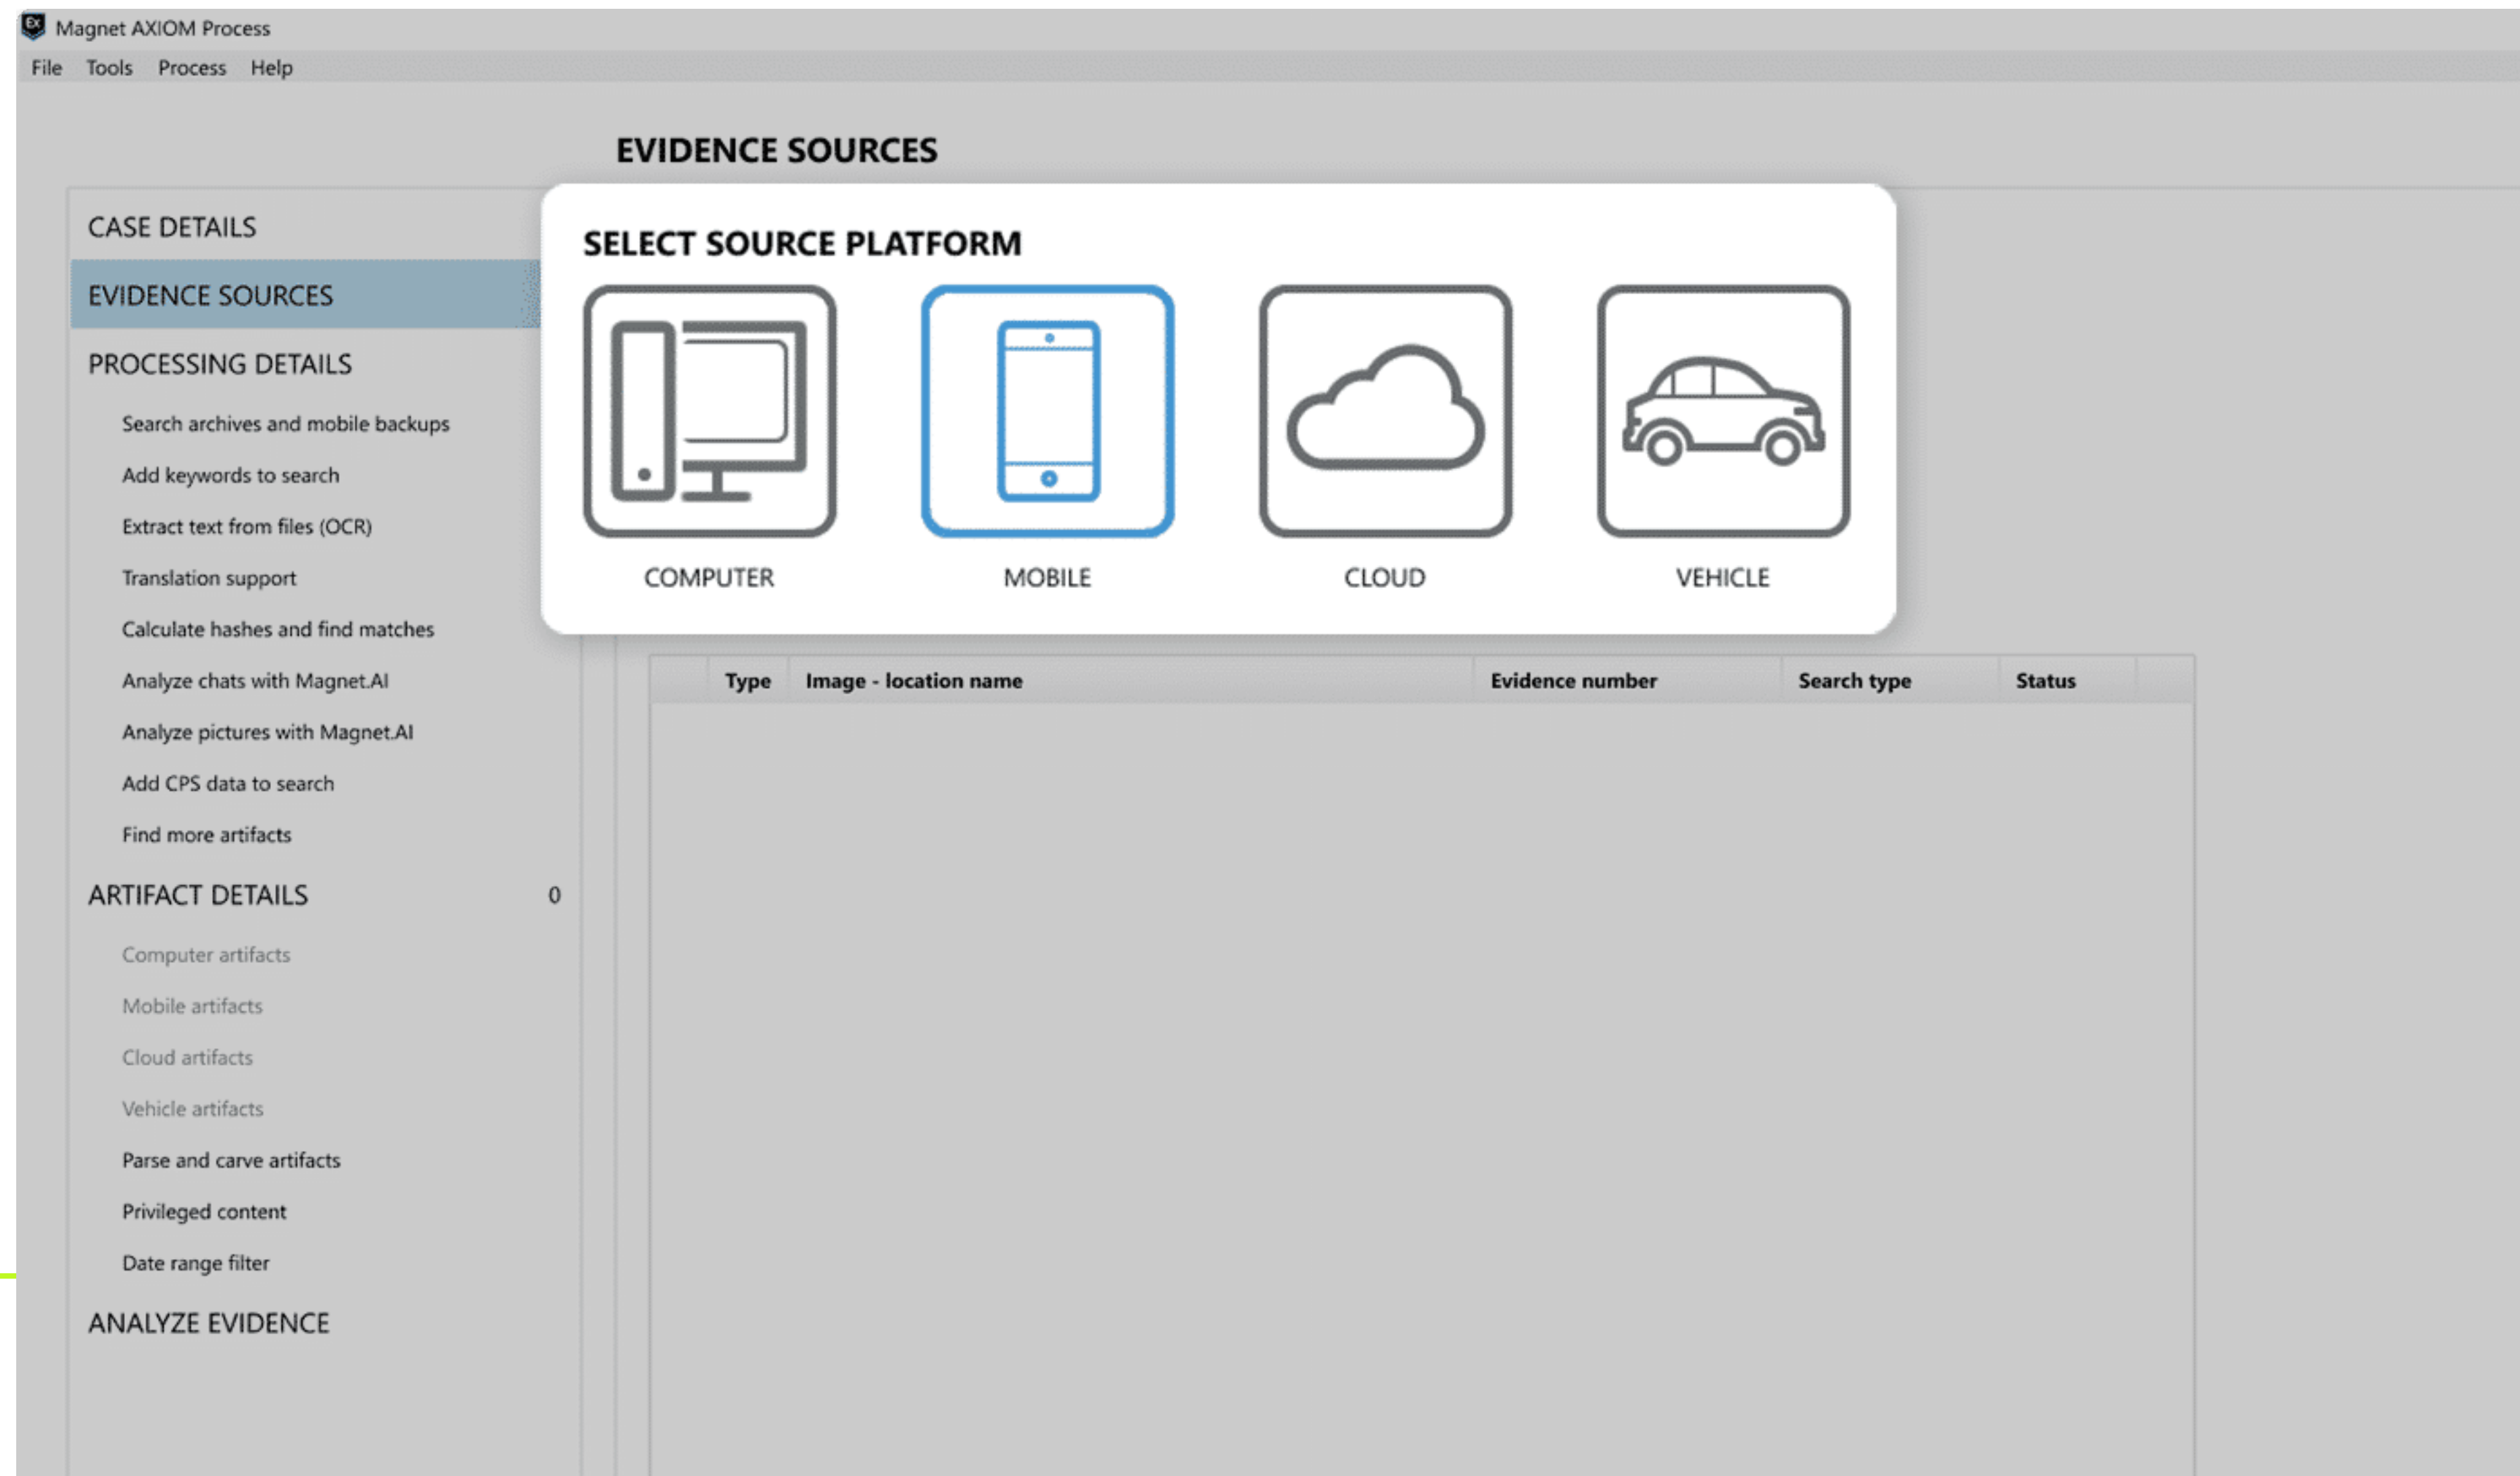 EX
Magnet AXIOM Process
File Tools Process Help
EVIDENCE SOURCES
CASE DETAILS
EVIDENCE SOURCES
PROCESSING DETAILS
Search archives and mobile backups
Add keywords to search
Extract text from files (OCR)
Translation support
Calculate hashes and find matches
Analyze chats with Magnet.AI
Analyze pictures with Magnet.AI
Add CPS data to search
Find more artifacts
ARTIFACT DETAILS 0
Computer artifacts
Mobile artifacts
Cloud artifacts
Vehicle artifacts
Parse and carve artifacts
Privileged content
Date range filter
ANALYZE EVIDENCE
SELECT SOURCE PLATFORM
COMPUTER MOBILE CLOUD VEHICLE
Type Image - location name Evidence number Search type Status